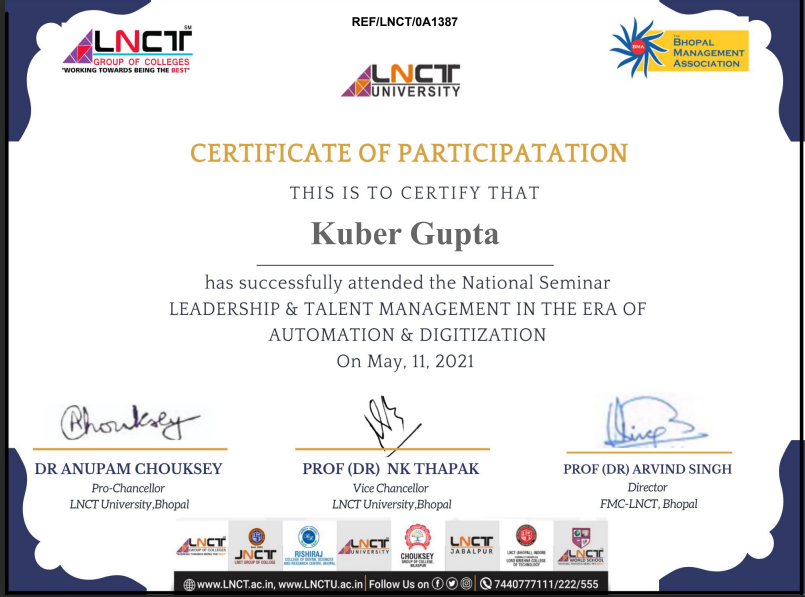 REF/LNCT/0A1387
SM
LNCT
GROUP OF COLLEGES
"WORKING TOWARDS BEING THE BEST"
LNCT
UNIVERSITY
BMA
THE
BHOPAL
MANAGEMENT
ASSOCIATION
CERTIFICATE OF PARTICIPATATION
THIS IS TO CERTIFY THAT
Kuber Gupta
has successfully attended the National Seminar
LEADERSHIP & TALENT MANAGEMENT IN THE ERA OF
AUTOMATION & DIGITIZATION
On May, 11, 2021
DR ANUPAM CHOUKSEY
Pro-Chancellor
LNCT University,Bhopal
PROF (DR) NK THAPAK
Vice Chancellor
LNCT University,Bhopal
PROF (DR) ARVIND SINGH
Director
FMC-LNCT, Bhopal
LNCT
GROUP OF COLLEGES
JNCT
LNCT GROUP OF COLLEGE
RISHIRAJ
COLLEGE OF DENTAL SCIENCES
AND RESEARCH CENTRE, BHOPAL
LNCT
UNIVERSITY
CHOUKSEY
GROUP OF COLLEGE,
BILASPUR
LNCT
JABALPUR
LNCT (BHOPAL), INDORE
LORD KRISHNA COLLEGE
OF TECHNOLOGY
LNCT
WORLD SCHOOL
www.LNCT.ac.in, www.LNCTU.ac.in Follow Us on 7440777111/222/555